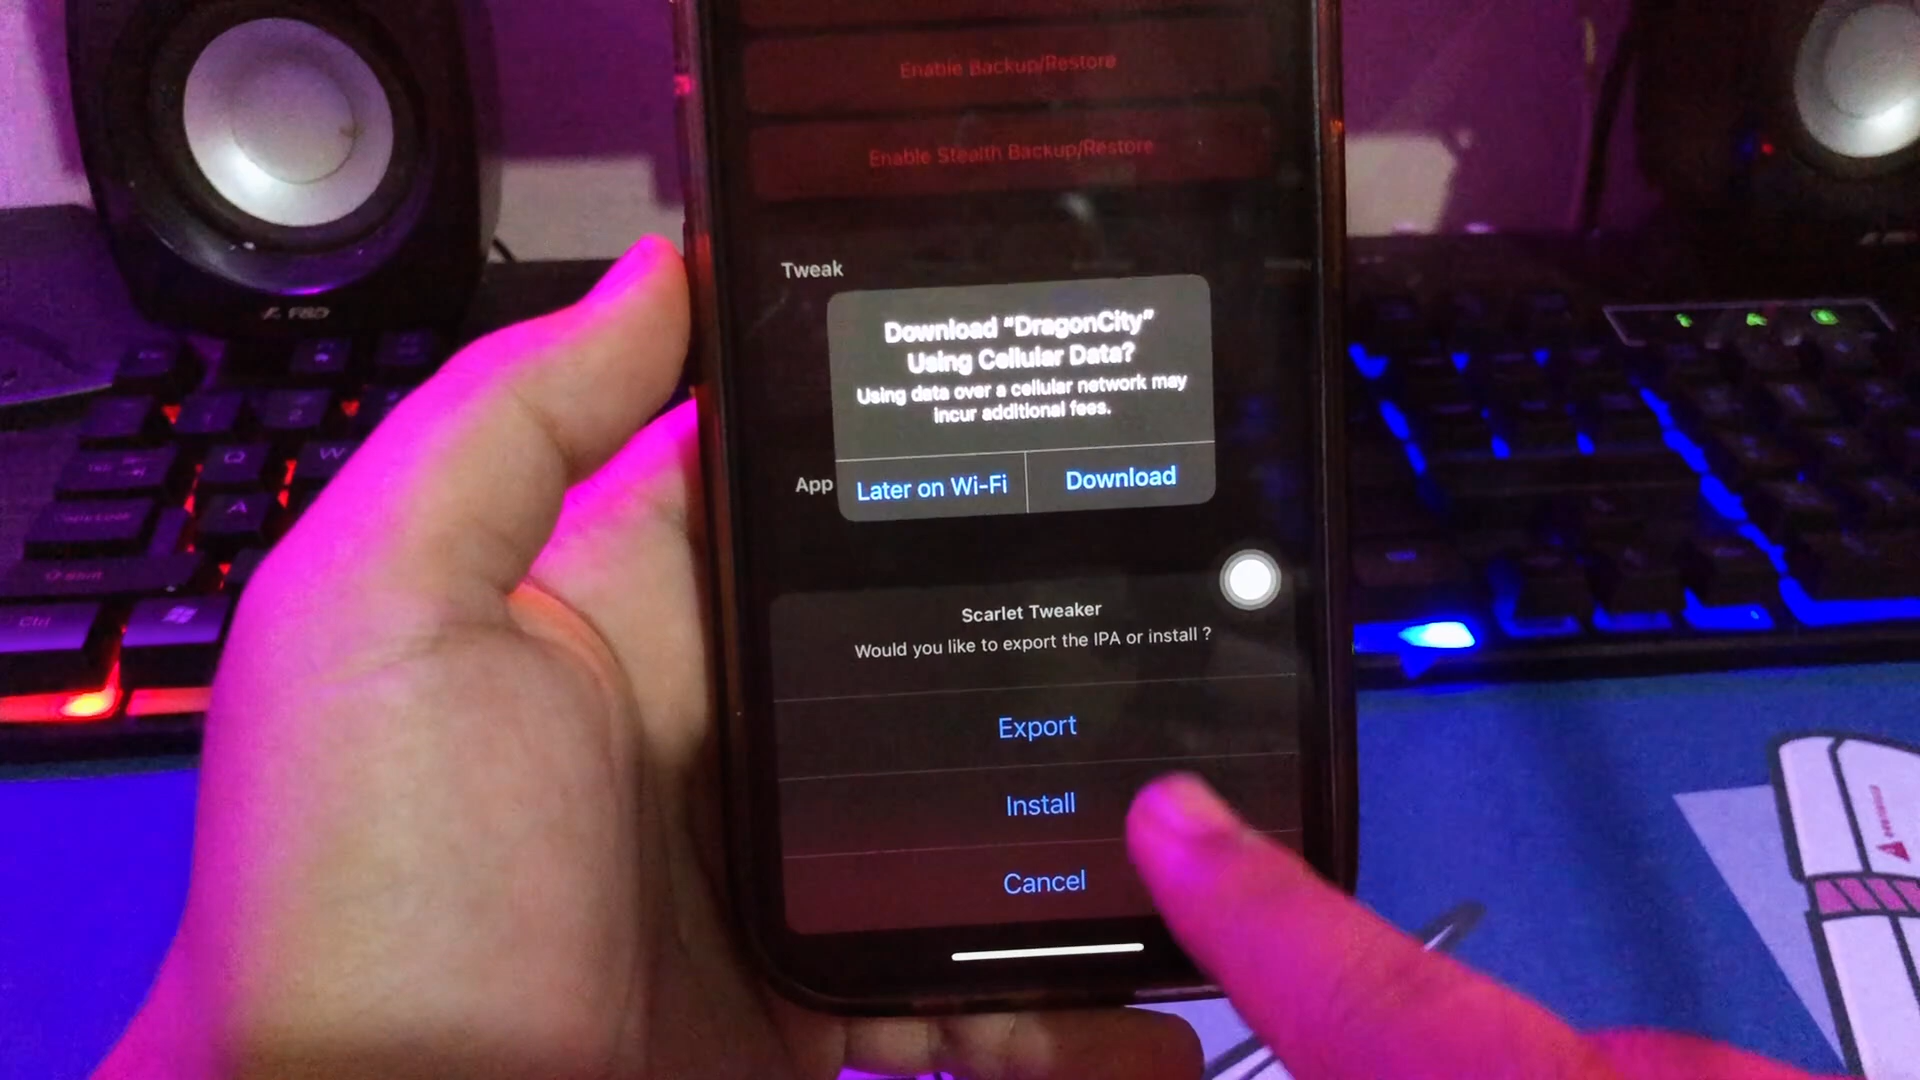 Enable Backup/Restore
Enable Stealth Backup/Restore
Tweak
Download “DragonCity”
Using Cellular Data?
Using data over a cellular network may
incur additional fees.
App
Later on Wi-Fi
Download
Scarlet Tweaker
Would you like to export the IPA or install ?
Export
Install
Cancel
F&D
Q
W
A
Ctrl